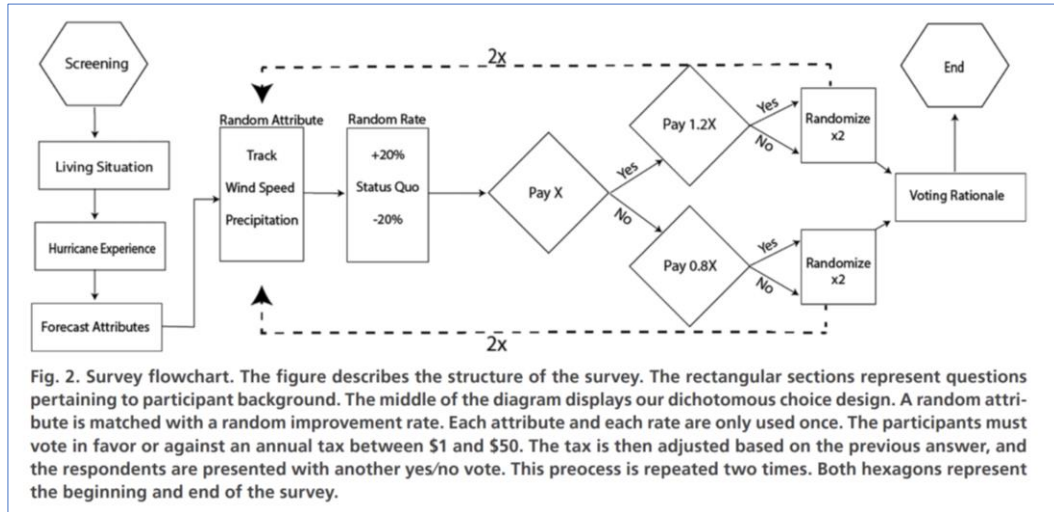 Screening
Living Situation
Hurricane Experience
Forecast Attributes
Random Attribute
Track
Wind Speed
Precipitation
Random Rate
+20%
Status Quo
-20%
2x
Pay X
Yes
No
Pay 1.2X
Yes
No
Randomize
x2
Pay 0.8X
Yes
No
Randomize
x2
2x
Voting Rationale
End
Fig. 2. Survey flowchart. The figure describes the structure of the survey. The rectangular sections represent questions
pertaining to participant background. The middle of the diagram displays our dichotomous choice design. A random attri-
bute is matched with a random improvement rate. Each attribute and each rate are only used once. The participants must
vote in favor or against an annual tax between $1 and $50. The tax is then adjusted based on the previous answer, and
the respondents are presented with another yes/no vote. This preocess is repeated two times. Both hexagons represent
the beginning and end of the survey.